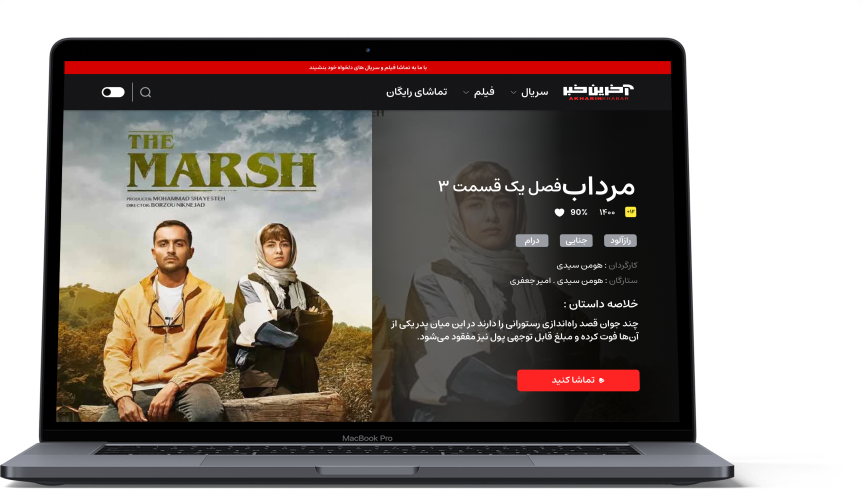 با ما به تماشا فیلم و سریال های دلخواه خود بنشینید
آخرین خبر
AKHARINKHABAR
سریال
فیلم
تماشای رایگان
THE
MARSH
PRODUCER: MOHAMMAD SHAYESTEH
DIRECTOR: BORZOU NIKNEJAD
مرداب فصل یک قسمت ۳
۱۲+ ۱۴۰۰ 90%
رازآلود جنایی درام
کارگردان : هومن سیدی
ستارگان : هومن سیدی . امیر جعفری
خلاصه داستان :
چند جوان قصد راه‌اندازی رستورانی را دارند در این میان پدر یکی از
آن‌ها فوت کرده و مبلغ قابل توجهی پول نیز مفقود می‌شود.
تماشا کنید
MacBook Pro